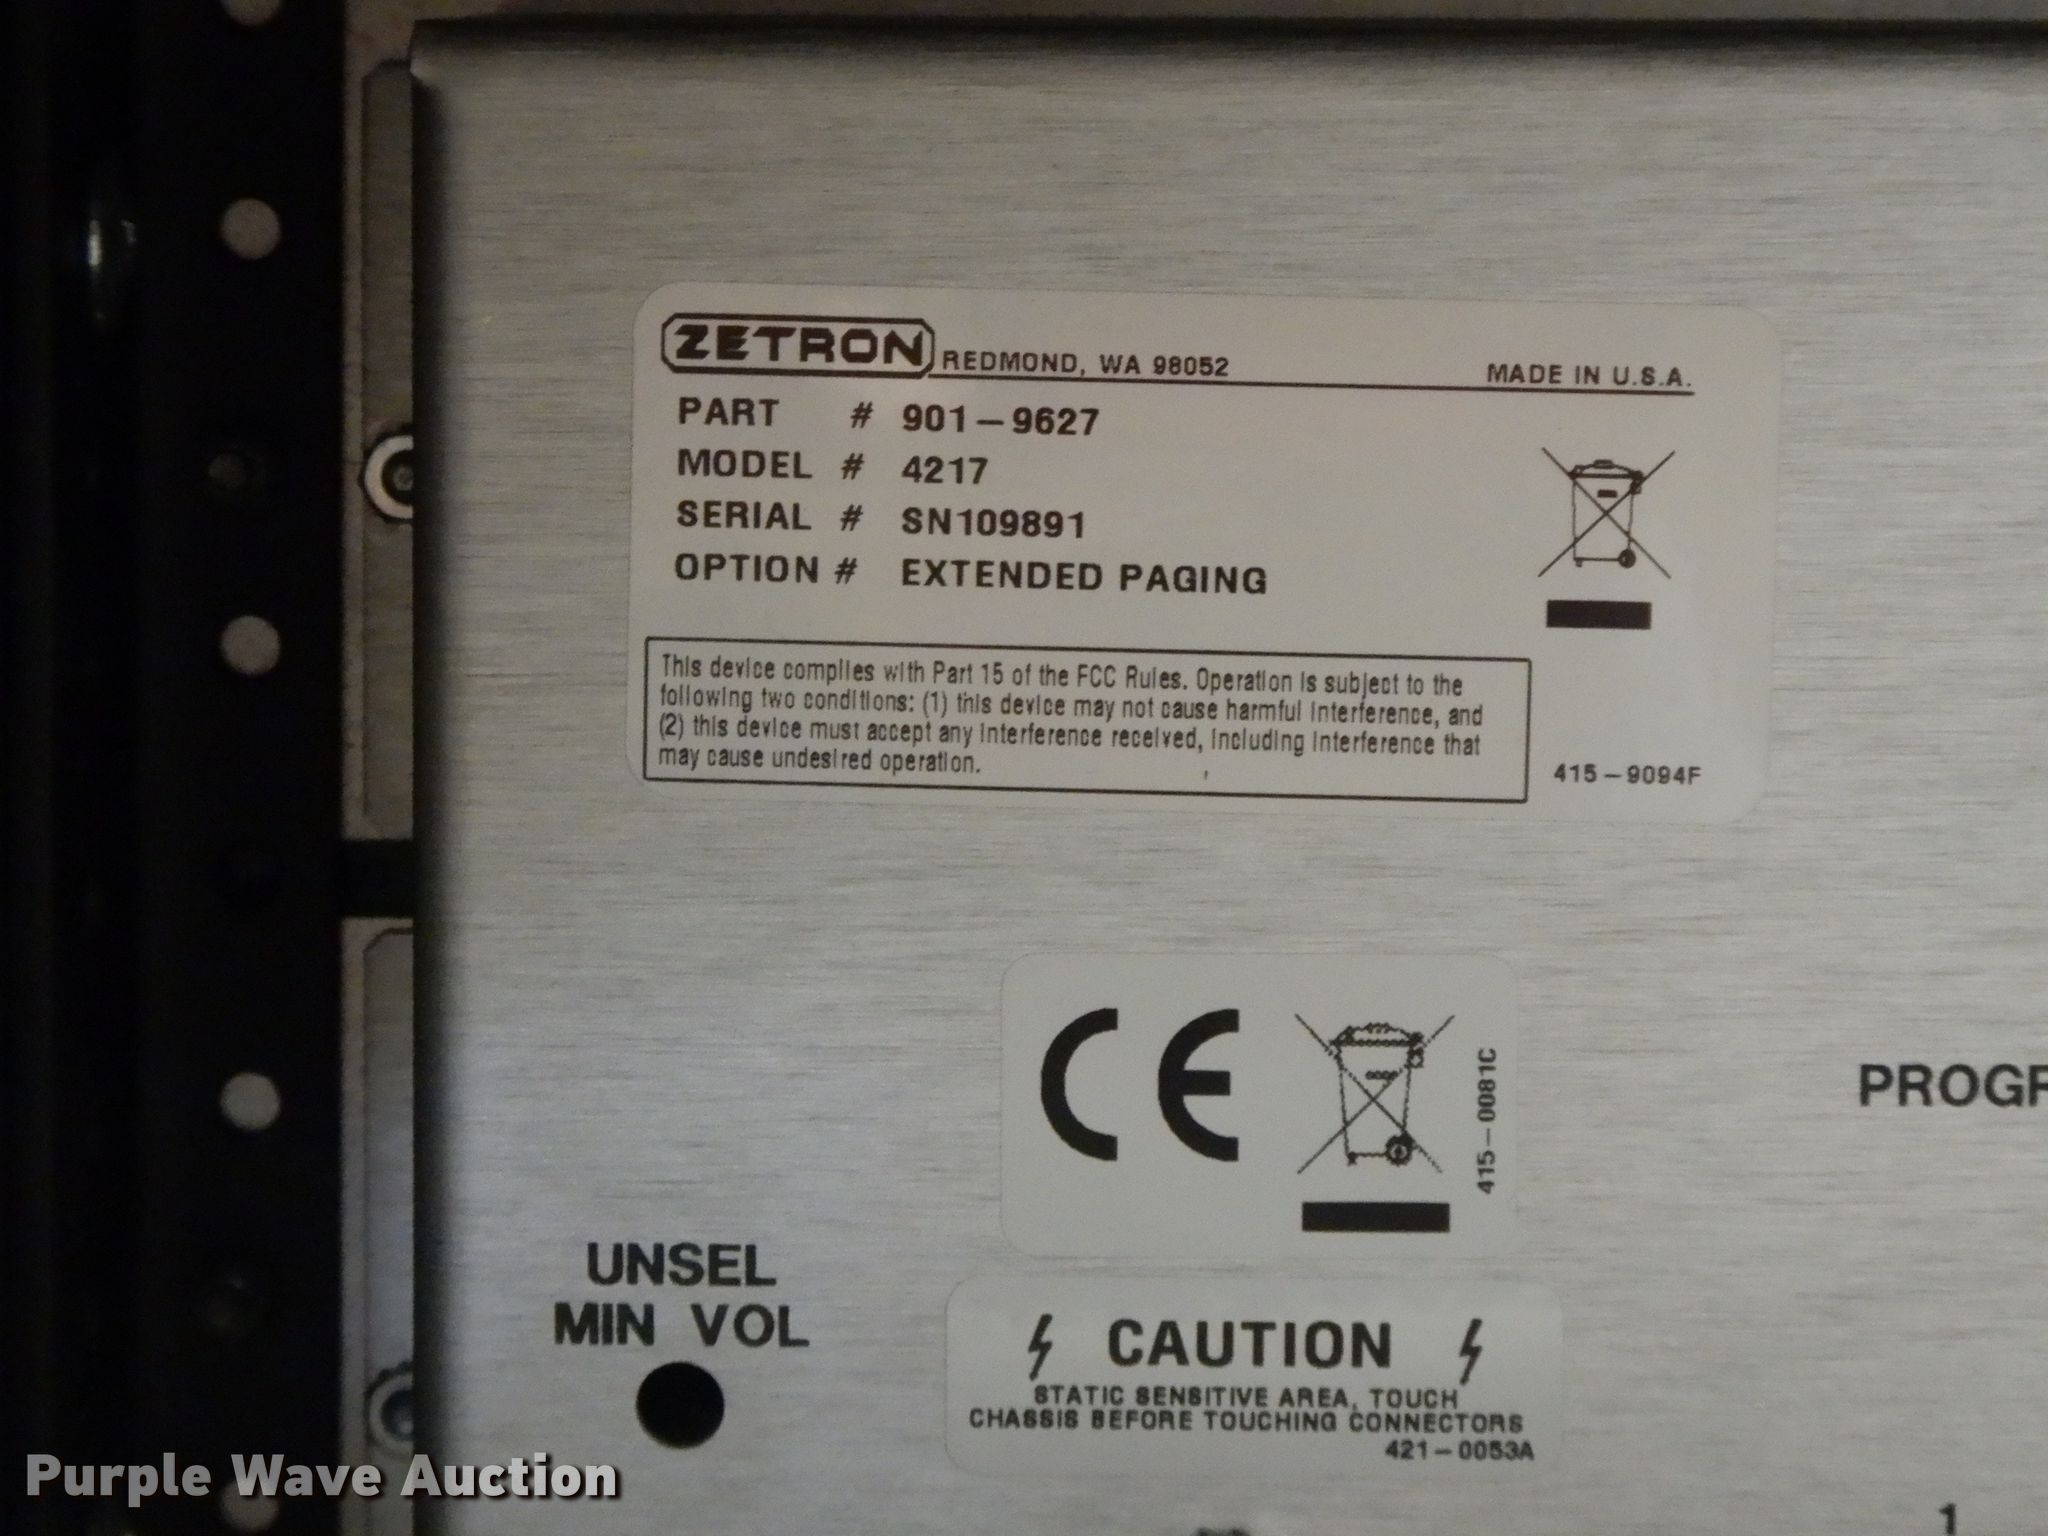 ZETRON REDMOND, WA 98052 MADE IN U.S.A.
PART # 901-9627
MODEL # 4217
SERIAL # SN109891
OPTION # EXTENDED PAGING
This device complies with Part 15 of the FCC Rules. Operation is subject to the
following two conditions: (1) this device may not cause harmful interference, and
(2) this device must accept any interference received, including interference that
may cause undesired operation.
415-9094F
CE
415-0081C
PROGR
UNSEL
MIN VOL
CAUTION
STATIC SENSITIVE AREA, TOUCH
CHASSIS BEFORE TOUCHING CONNECTORS
421-0053A
1
Purple Wave Auction